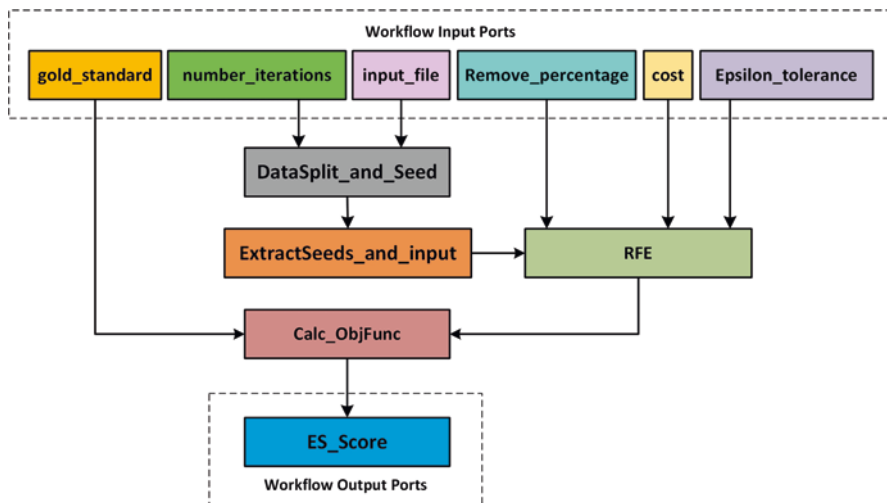 Workflow Input Ports
gold_standard
number_iterations
input_file
Remove_percentage
cost
Epsilon_tolerance
DataSplit_and_Seed
ExtractSeeds_and_input
RFE
Calc_ObjFunc
ES_Score
Workflow Output Ports